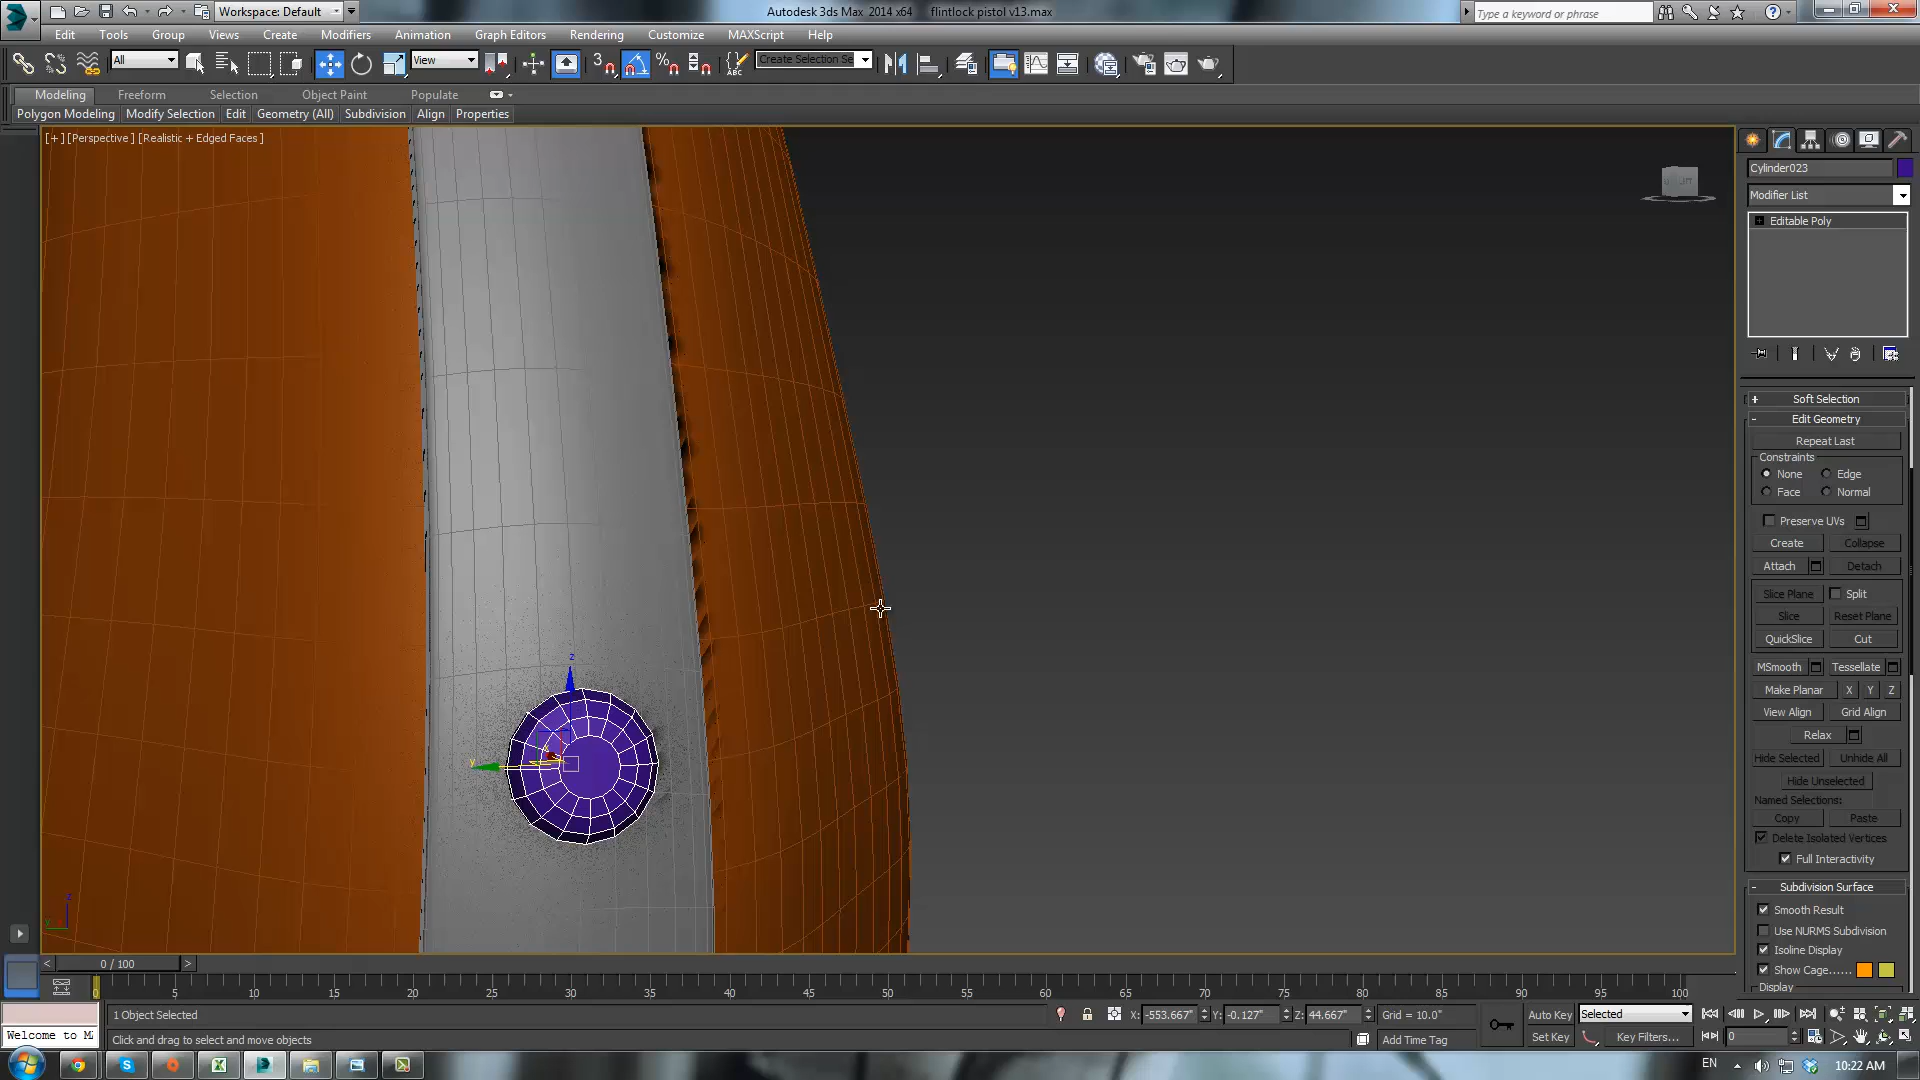 Workspace: Default
Autodesk 3ds Max 2014 x64 flintlock pistol v13.max
Type a keyword or phrase
Edit Tools Group Views Create Modifiers Animation Graph Editors Rendering Customize MAXScript Help
All View Create Selection Se
Modeling Freeform Selection Object Paint Populate
Polygon Modeling Modify Selection Edit Geometry (All) Subdivision Align Properties
[+] [Perspective] [Realistic + Edged Faces]
Cylinder023
Modifier List
Editable Poly
+ Soft Selection
- Edit Geometry
Repeat Last
Constraints
None Edge
Face Normal
Preserve UVs
Create Collapse
Attach Detach
Slice Plane Split
Slice Reset Plane
QuickSlice Cut
MSmooth Tessellate
Make Planar X Y Z
View Align Grid Align
Relax
Hide Selected Unhide All
Hide Unselected
Named Selections:
Copy Paste
Delete Isolated Vertices
Full Interactivity
- Subdivision Surface
Smooth Result
Use NURMS Subdivision
Isoline Display
Show Cage......
Display
z
y
z
y
< 0 / 100 >
0 5 10 15 20 25 30 35 40 45 50 55 60 65 70 75 80 85 90 95 100
1 Object Selected X: -553.667" Y: -0.127" Z: 44.667" Grid = 10.0" Auto Key Selected
Welcome to M Click and drag to select and move objects Add Time Tag Set Key Key Filters... 0
EN 10:22 AM